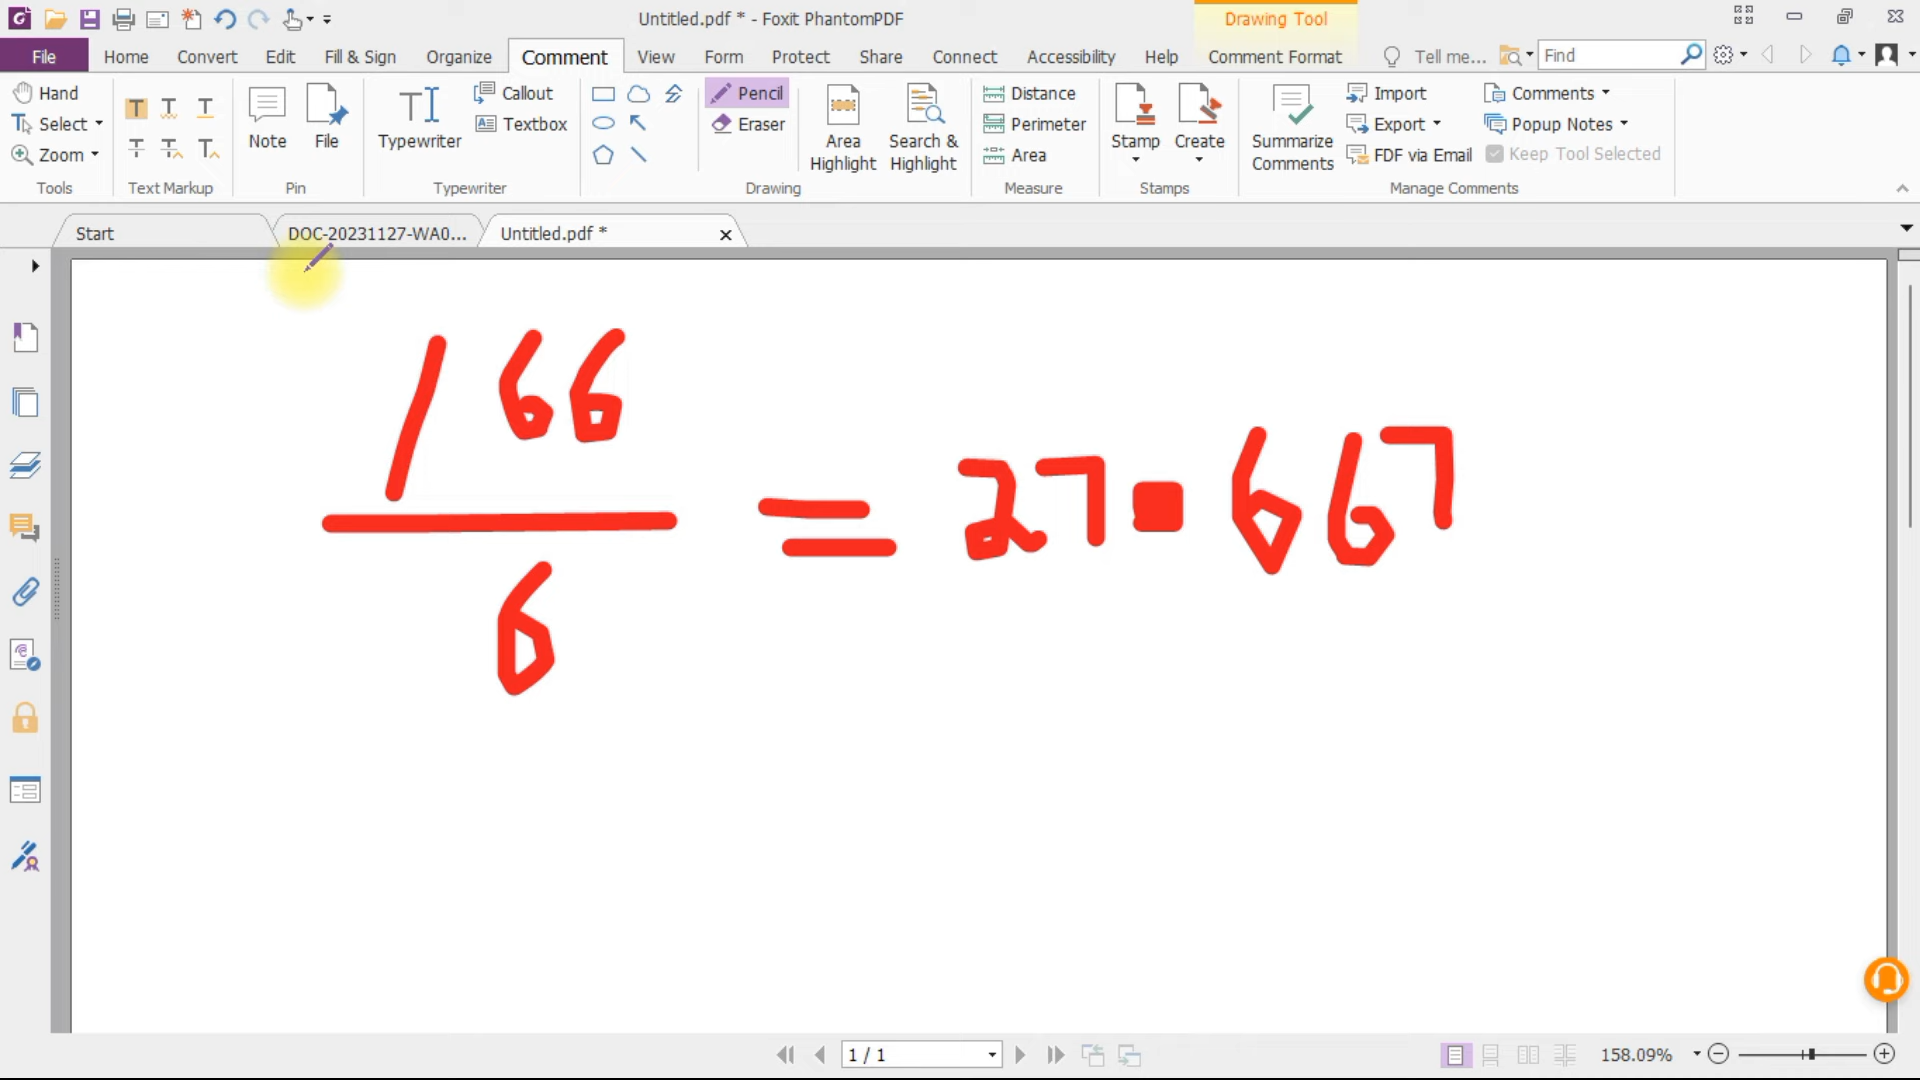 Untitled.pdf * - Foxit PhantomPDF
Drawing Tool
File Home Convert Edit Fill & Sign Organize Comment View Form Protect Share Connect Accessibility Help Comment Format Tell me... Find
Hand
Select
Zoom
Tools
Text Markup
Note
File
Pin
Typewriter
Callout
Textbox
Typewriter
Pencil
Eraser
Area Highlight
Search & Highlight
Drawing
Distance
Perimeter
Area
Measure
Stamp
Create
Stamps
Summarize Comments
Import
Export
FDF via Email
Comments
Popup Notes
Keep Tool Selected
Manage Comments
Start
DOC-20231127-WA0...
Untitled.pdf *
166
= 27.667
6
1 / 1
158.09%